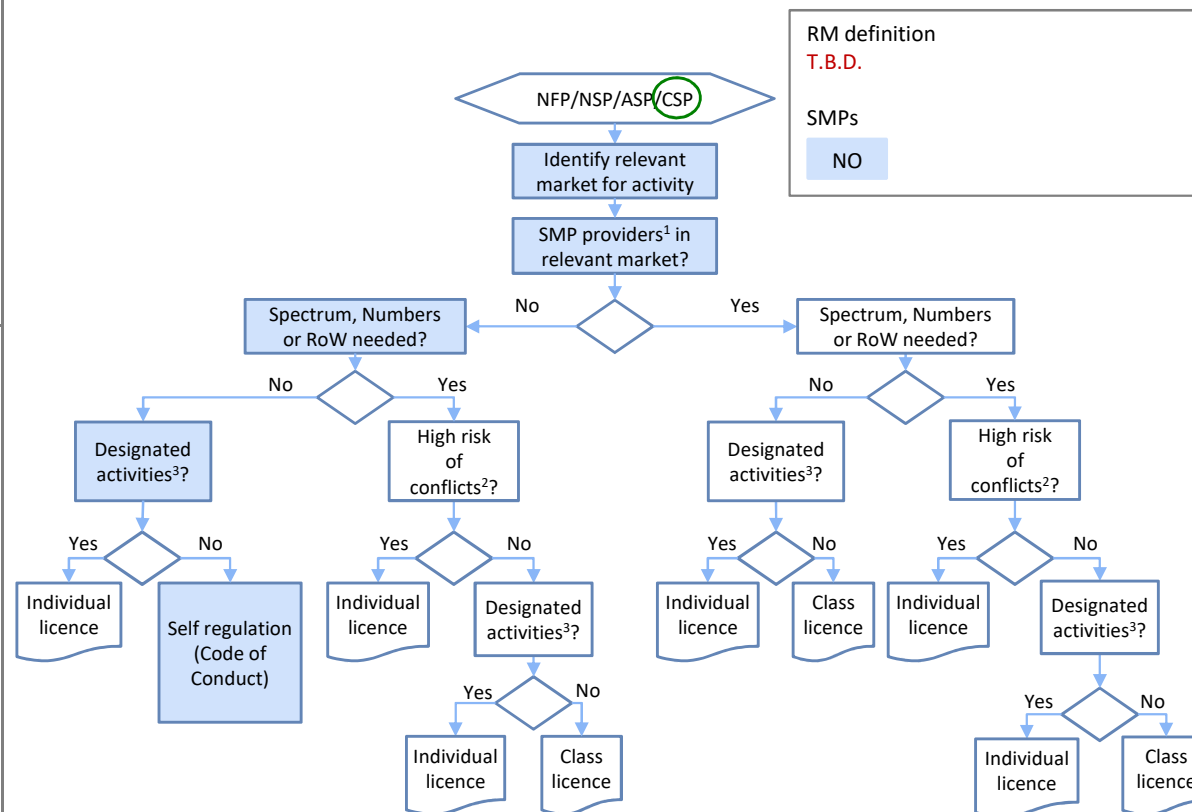 RM definition
T.B.D.
SMPs
NO
NFP/NSP/ASP/CSP
Identify relevant
market for activity
SMP providers¹ in
relevant market?
No
Yes
Spectrum, Numbers
or RoW needed?
Spectrum, Numbers
or RoW needed?
No
Yes
No
Yes
Designated
activities³?
High risk
of
conflicts²?
Designated
activities³?
High risk
of
conflicts²?
Yes
No
Yes
No
Yes
No
Yes
No
Individual
licence
Self regulation
(Code of
Conduct)
Individual
licence
Designated
activities³?
Individual
licence
Class
licence
Individual
licence
Designated
activities³?
Yes
No
Yes
No
Individual
licence
Class
licence
Individual
licence
Class
licence